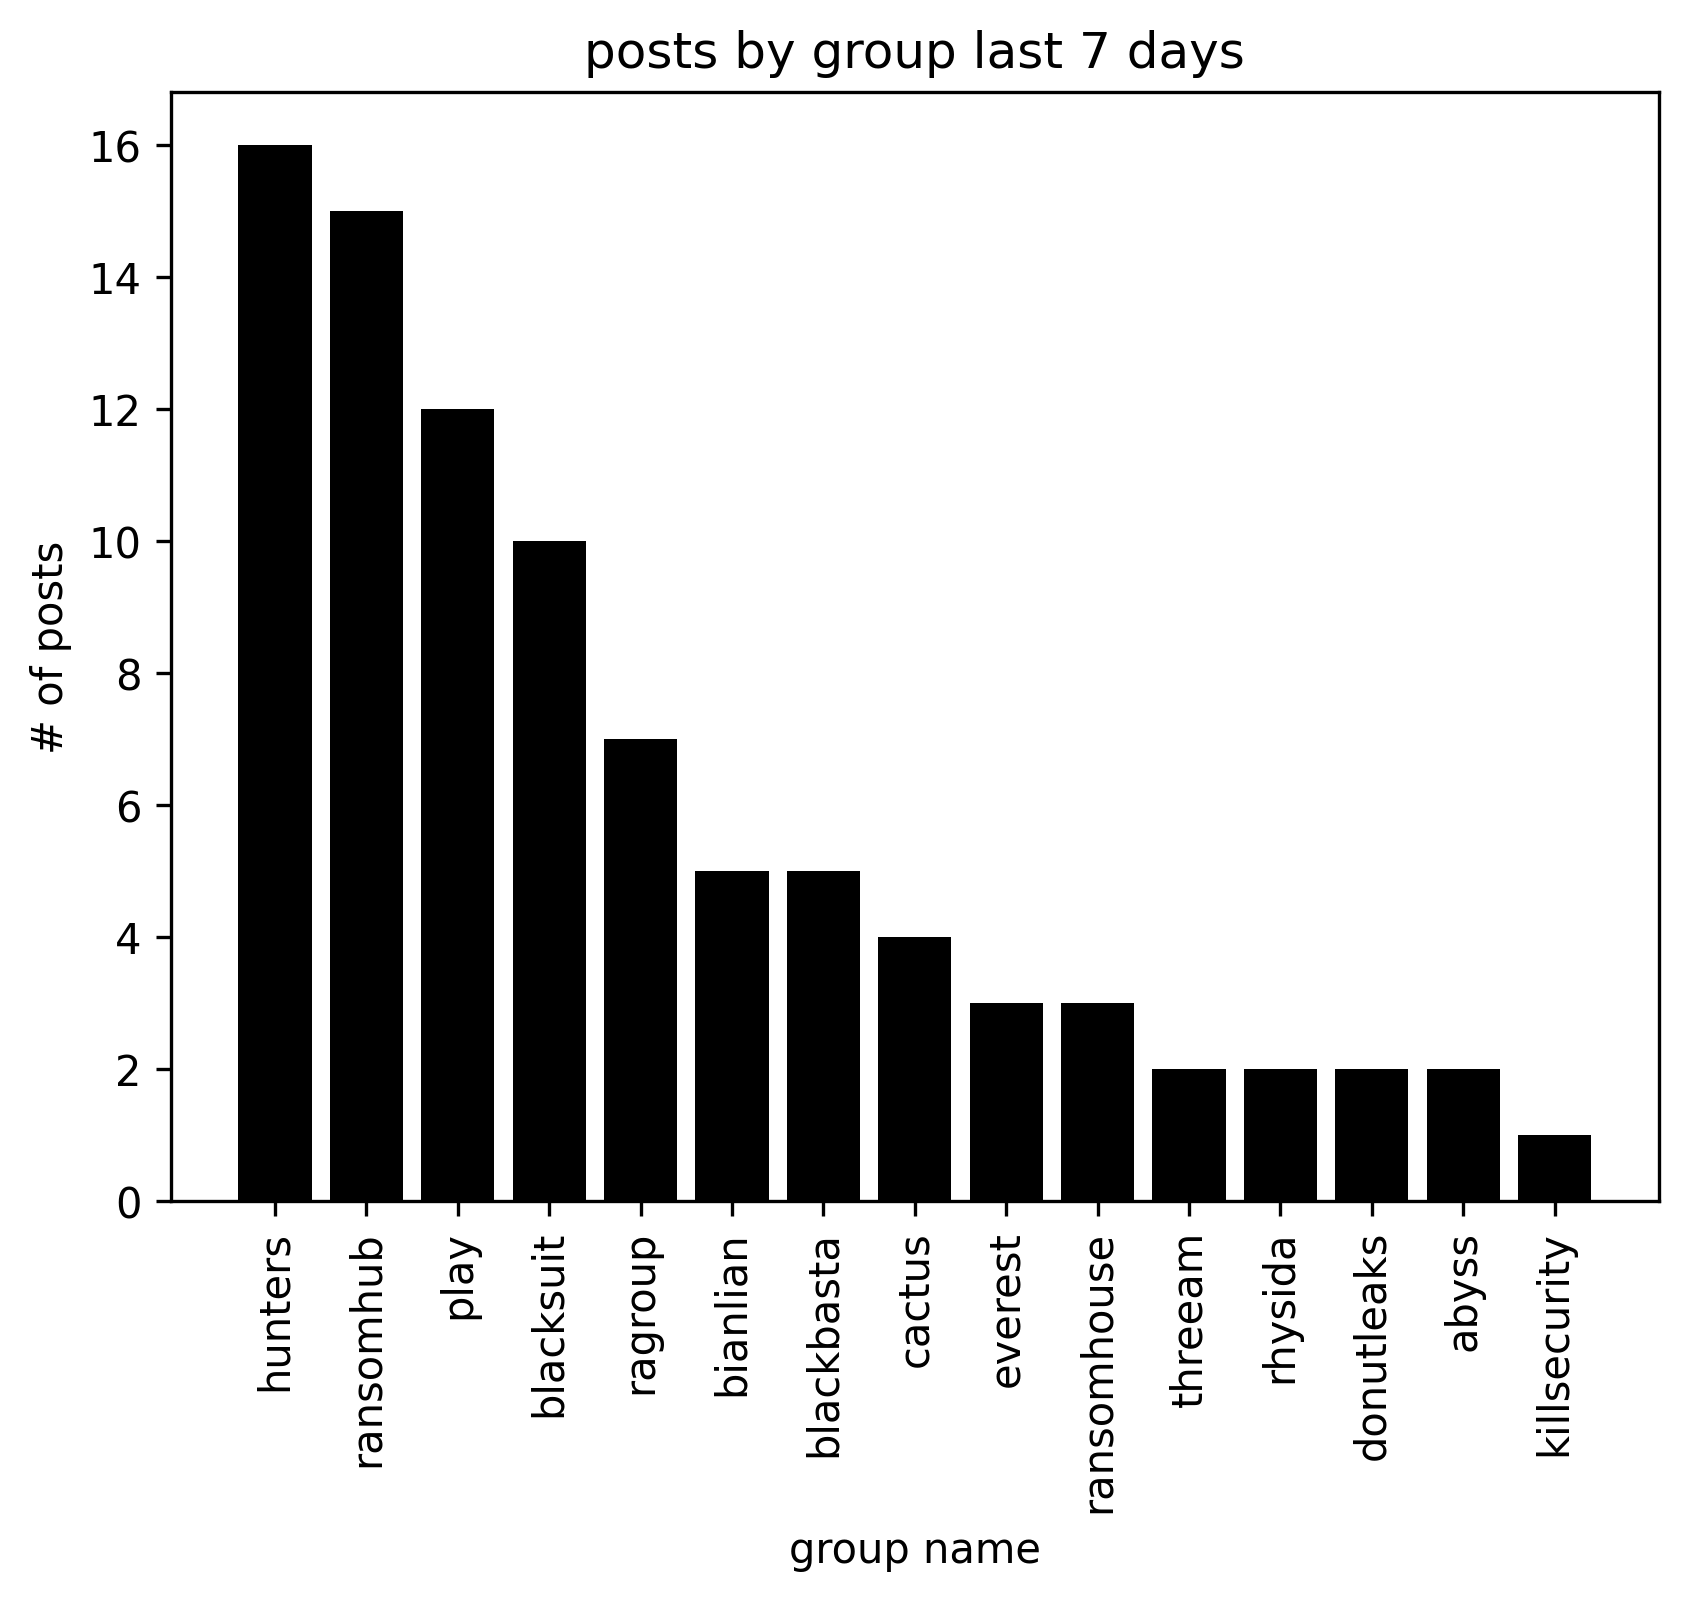 posts by group last 7 days
# of posts
16
14
12
10
8
6
4
2
0
hunters
ransomhub
play
blacksuit
ragroup
bianlian
blackbasta
cactus
everest
ransomhouse
threeam
rhysida
donutleaks
abyss
killsecurity
group name